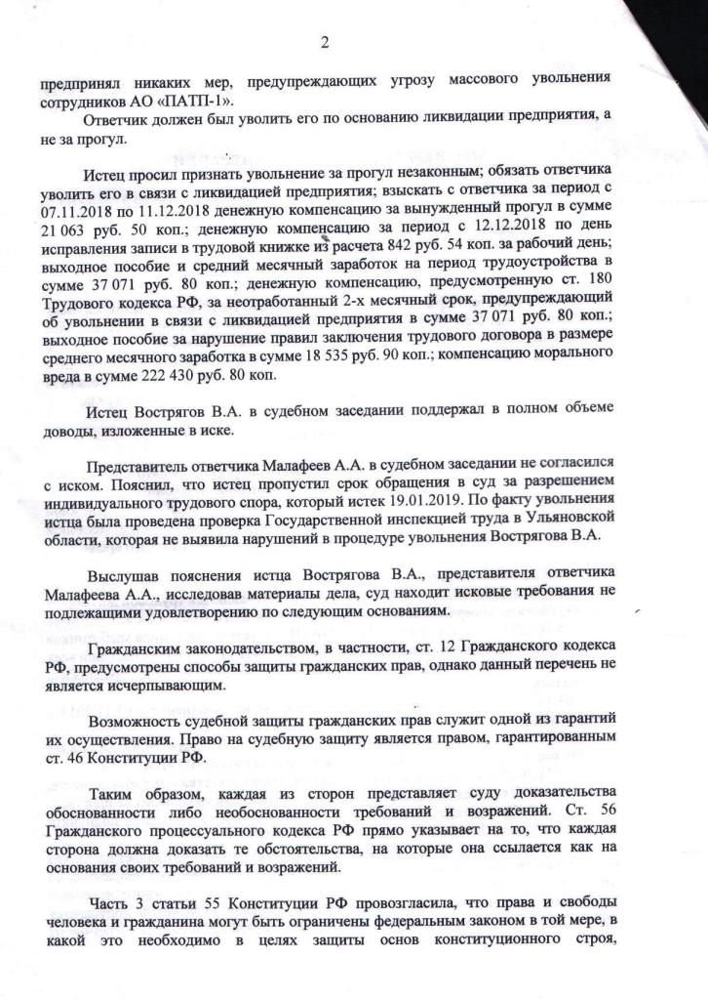 2
предпринял никаких мер, предупреждающих угрозу массового увольнения
сотрудников АО «ПАТП-1».
Ответчик должен был уволить его по основанию ликвидации предприятия, а
не за прогул.
Истец просил признать увольнение за прогул незаконным; обязать ответчика
уволить его в связи с ликвидацией предприятия; взыскать с ответчика за период с
07.11.2018 по 11.12.2018 денежную компенсацию за вынужденный прогул в сумме
21 063 руб. 50 коп.; денежную компенсацию за период с 12.12.2018 по день
исправления записи в трудовой книжке из расчета 842 руб. 54 коп. за рабочий день;
выходное пособие и средний месячный заработок на период трудоустройства в
сумме 37 071 руб. 80 коп.; денежную компенсацию, предусмотренную ст. 180
Трудового кодекса РФ, за неотработанный 2-х месячный срок, предупреждающий
об увольнении в связи с ликвидацией предприятия в сумме 37 071 руб. 80 коп.;
выходное пособие за нарушение правил заключения трудового договора в размере
среднего месячного заработка в сумме 18 535 руб. 90 коп.; компенсацию морального
вреда в сумме 222 430 руб. 80 коп.
Истец Вострягов В.А. в судебном заседании поддержал в полном объеме
доводы, изложенные в иске.
Представитель ответчика Малафеев А.А. в судебном заседании не согласился
с иском. Пояснил, что истец пропустил срок обращения в суд за разрешением
индивидуального трудового спора, который истек 19.01.2019. По факту увольнения
истца была проведена проверка Государственной инспекцией труда в Ульяновской
области, которая не выявила нарушений в процедуре увольнения Вострягова В.А.
Выслушав пояснения истца Вострягова В.А., представителя ответчика
Малафеева А.А., исследовав материалы дела, суд находит исковые требования не
подлежащими удовлетворению по следующим основаниям.
Гражданским законодательством, в частности, ст. 12 Гражданского кодекса
РФ, предусмотрены способы защиты гражданских прав, однако данный перечень не
является исчерпывающим.
Возможность судебной защиты гражданских прав служит одной из гарантий
их осуществления. Право на судебную защиту является правом, гарантированным
ст. 46 Конституции РФ.
Таким образом, каждая из сторон представляет суду доказательства
обоснованности либо необоснованности требований и возражений. Ст. 56
Гражданского процессуального кодекса РФ прямо указывает на то, что каждая
сторона должна доказать те обстоятельства, на которые она ссылается как на
основания своих требований и возражений.
Часть 3 статьи 55 Конституции РФ провозгласила, что права и свободы
человека и гражданина могут быть ограничены федеральным законом в той мере, в
какой это необходимо в целях защиты основ конституционного строя,